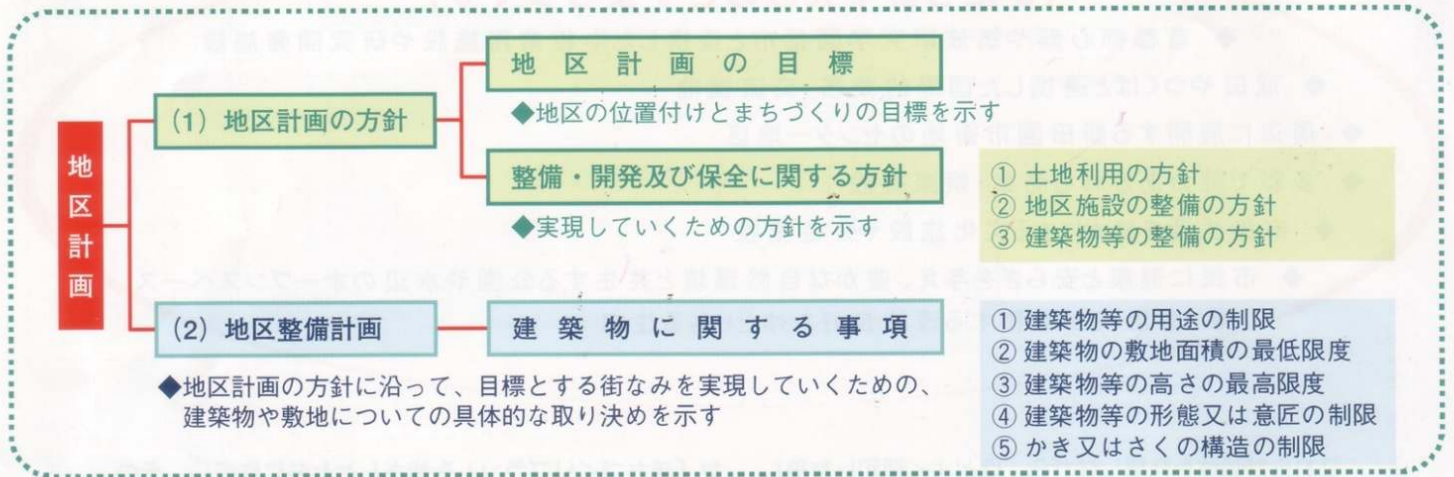 地区計画
(1) 地区計画の方針
地区計画の目標
◆地区の位置付けとまちづくりの目標を示す
整備・開発及び保全に関する方針
◆実現していくための方針を示す
① 土地利用の方針
② 地区施設の整備の方針
③ 建築物等の整備の方針
(2) 地区整備計画
建築物に関する事項
◆地区計画の方針に沿って、目標とする街なみを実現していくための、
建築物や敷地についての具体的な取り決めを示す
① 建築物等の用途の制限
② 建築物の敷地面積の最低限度
③ 建築物等の高さの最高限度
④ 建築物等の形態又は意匠の制限
⑤ かき又はさくの構造の制限